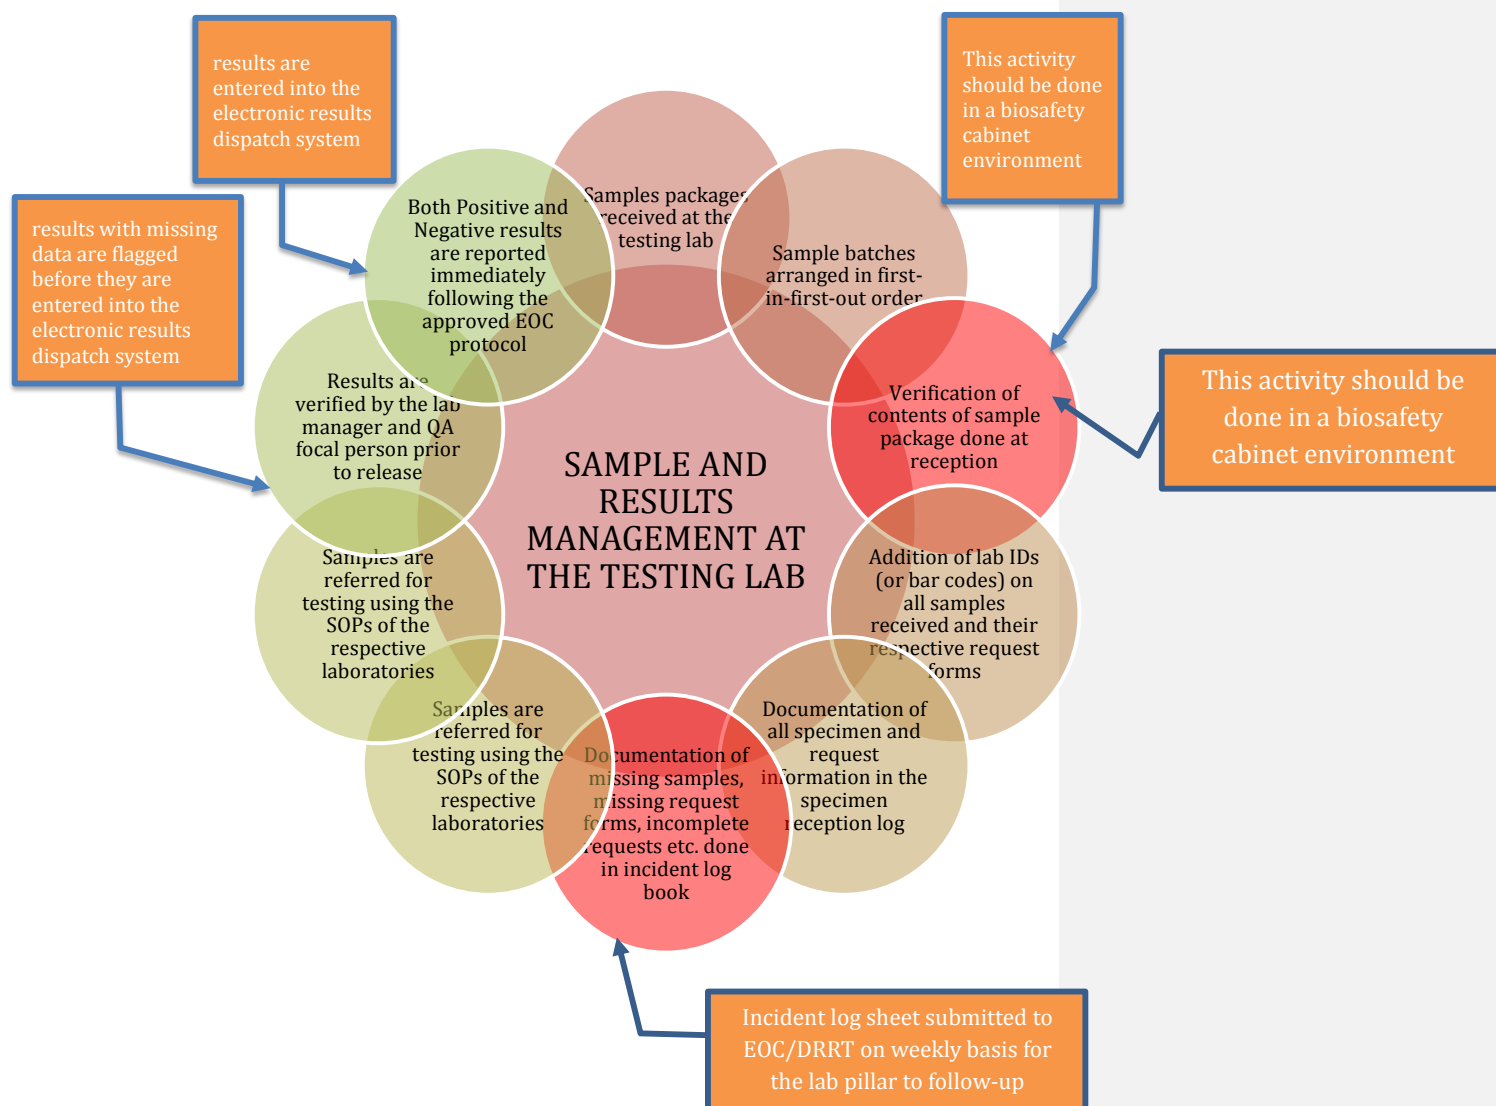 results are
entered into the
electronic results
dispatch system
This activity
should be done
in a biosafety
cabinet
environment
results with missing
data are flagged
before they are
entered into the
electronic results
dispatch system
This activity should be
done in a biosafety
cabinet environment
SAMPLE AND
RESULTS
MANAGEMENT AT
THE TESTING LAB
Samples packages
received at the
testing lab
Sample batches
arranged in first-
in-first-out order
Verification of
contents of sample
package done at
reception
Addition of lab IDs
(or bar codes) on
all samples
received and their
respective request
forms
Documentation of
all specimen and
request
information in the
specimen
reception log
Documentation of
missing samples,
missing request
forms, incomplete
requests etc. done
in incident log
book
Samples are
referred for
testing using the
SOPs of the
respective
laboratories
Samples are
referred for
testing using the
SOPs of the
respective
laboratories
Results are
verified by the lab
manager and QA
focal person prior
to release
Both Positive and
Negative results
are reported
immediately
following the
approved EOC
protocol
Incident log sheet submitted to
EOC/DRRT on weekly basis for
the lab pillar to follow-up